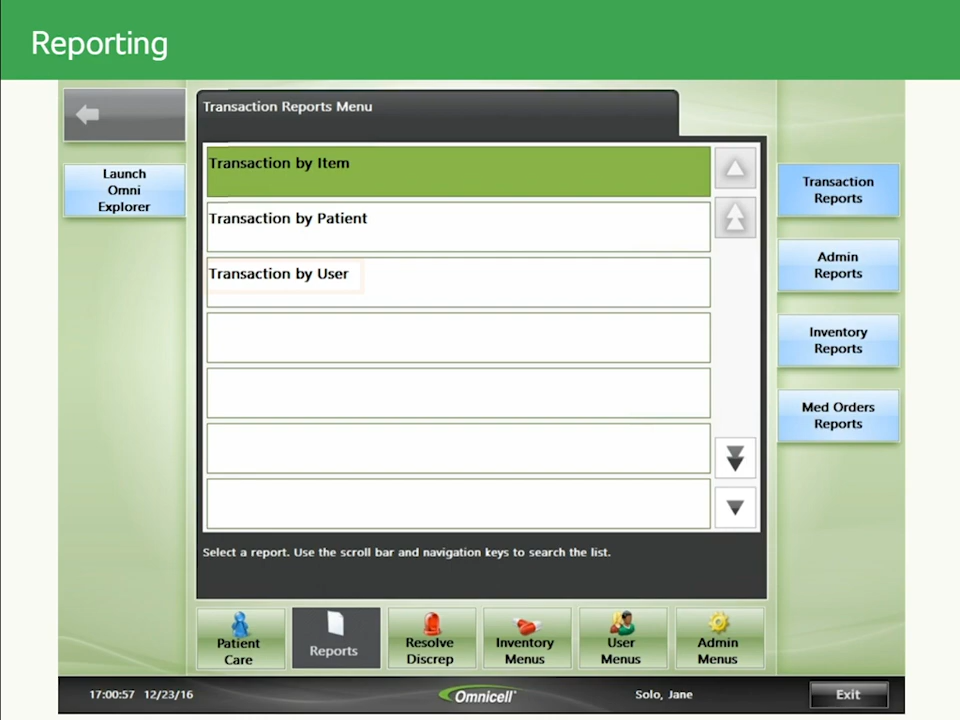 Reporting
Transaction Reports Menu
Launch
Omni
Explorer
Transaction by Item
Transaction by Patient
Transaction by User
Transaction
Reports
Admin
Reports
Inventory
Reports
Med Orders
Reports
Select a report. Use the scroll bar and navigation keys to search the list.
Patient
Care
Reports
Resolve
Discrep
Inventory
Menus
User
Menus
Admin
Menus
17:00:57 12/23/16
Omnicell
Solo, Jane
Exit